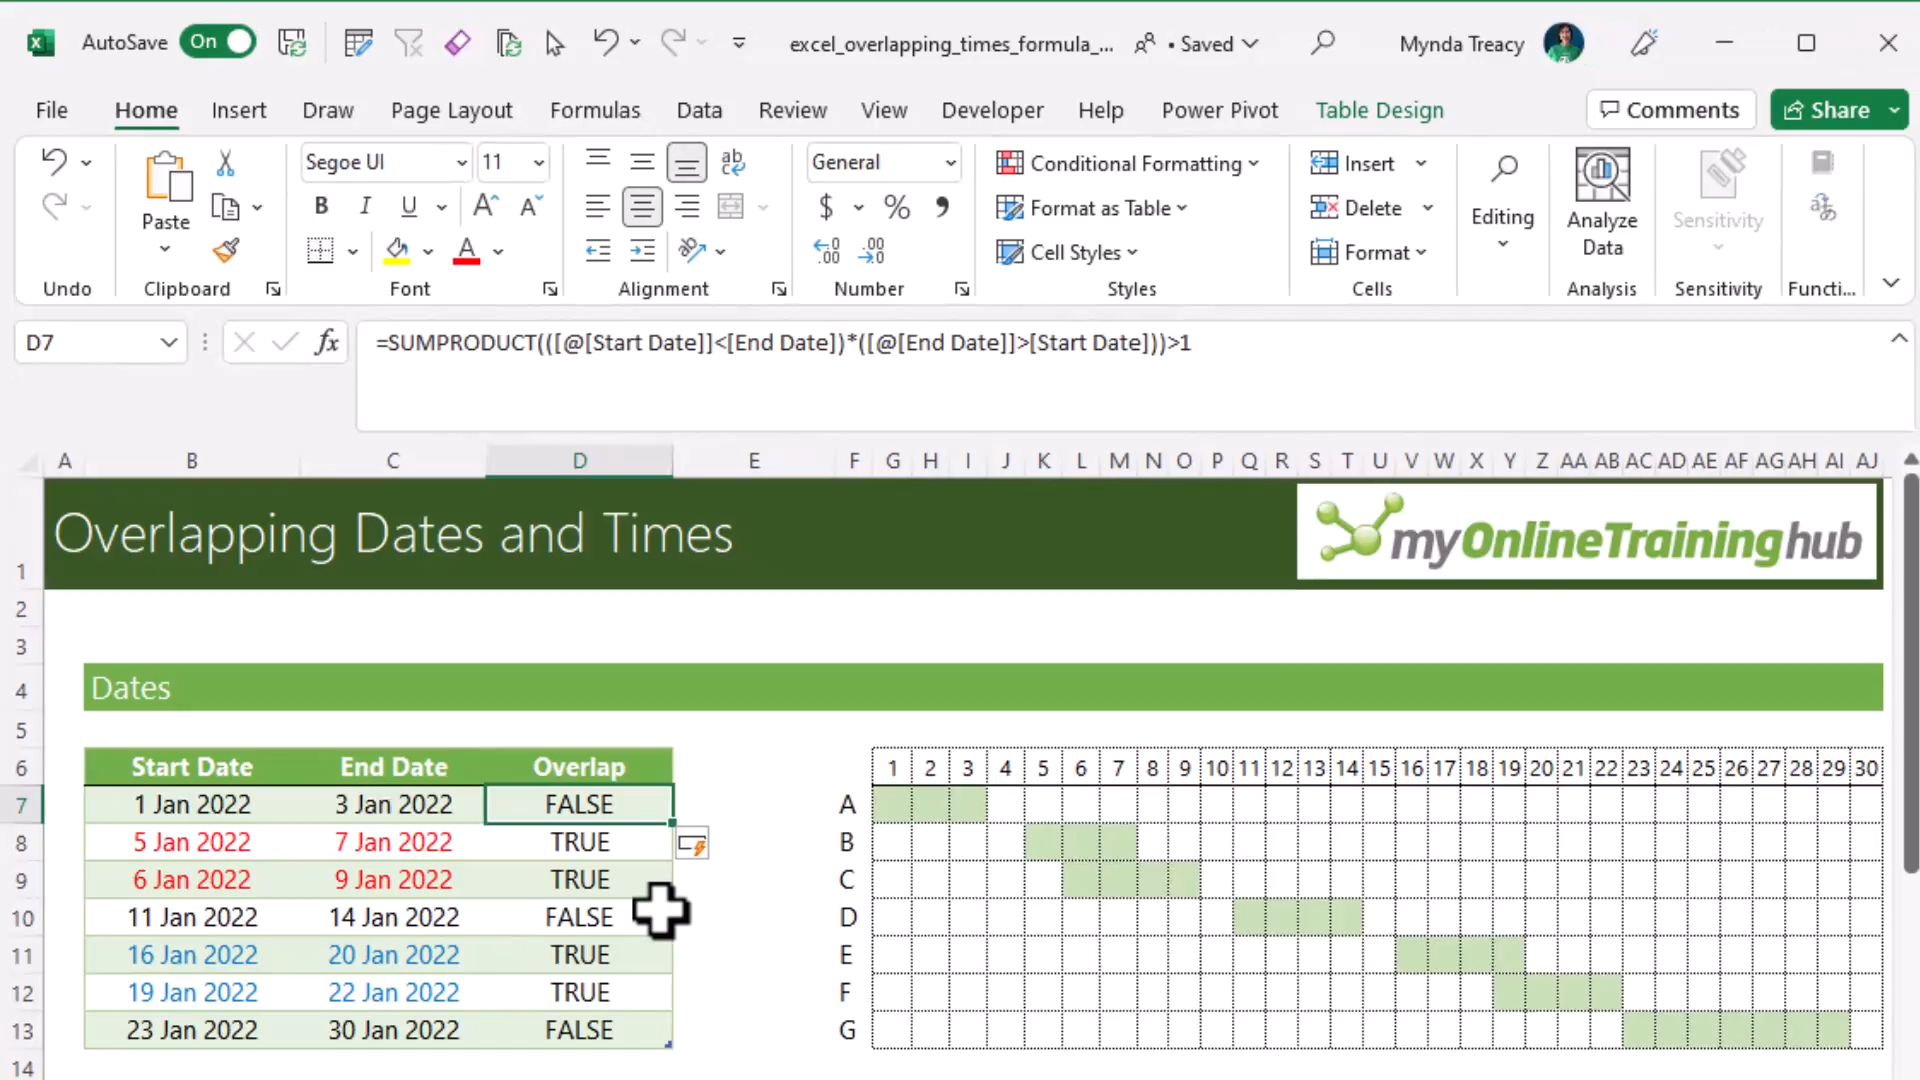 AutoSave On excel_overlapping_times_formula_... • Saved Mynda Treacy
File Home Insert Draw Page Layout Formulas Data Review View Developer Help Power Pivot Table Design Comments Share
Paste Segoe UI 11 ab General Conditional Formatting Insert Editing Analyze Data Sensitivity
B I U A A $ % Format as Table Delete
A Cell Styles Format
Undo Clipboard Font Alignment Number Styles Cells Analysis Sensitivity Functi...
D7 fx =SUMPRODUCT(([@[Start Date]]<[End Date])*([@[End Date]]>[Start Date]))>1
A B C D E F G H I J K L M N O P Q R S T U V W X Y Z AA AB AC AD AE AF AG AH AI AJ
1 Overlapping Dates and Times myOnlineTraininghub
2
3
4 Dates
5
6 Start Date End Date Overlap 1 2 3 4 5 6 7 8 9 10 11 12 13 14 15 16 17 18 19 20 21 22 23 24 25 26 27 28 29 30
7 1 Jan 2022 3 Jan 2022 FALSE A
8 5 Jan 2022 7 Jan 2022 TRUE B
9 6 Jan 2022 9 Jan 2022 TRUE C
10 11 Jan 2022 14 Jan 2022 FALSE D
11 16 Jan 2022 20 Jan 2022 TRUE E
12 19 Jan 2022 22 Jan 2022 TRUE F
13 23 Jan 2022 30 Jan 2022 FALSE G
14